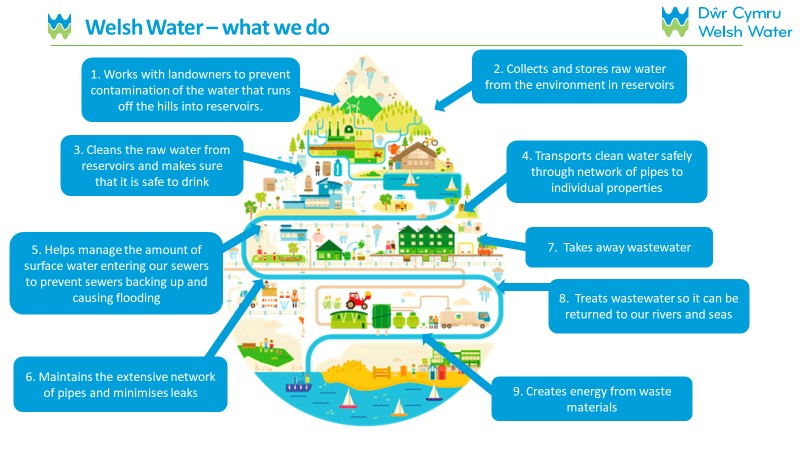 Welsh Water – what we do
Dŵr Cymru
Welsh Water
1. Works with landowners to prevent
contamination of the water that runs
off the hills into reservoirs.
2. Collects and stores raw water
from the environment in reservoirs
3. Cleans the raw water from
reservoirs and makes sure
that it is safe to drink
4. Transports clean water safely
through network of pipes to
individual properties
5. Helps manage the amount of
surface water entering our sewers
to prevent sewers backing up and
causing flooding
7. Takes away wastewater
8. Treats wastewater so it can be
returned to our rivers and seas
6. Maintains the extensive network
of pipes and minimises leaks
9. Creates energy from waste
materials